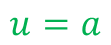 u = a